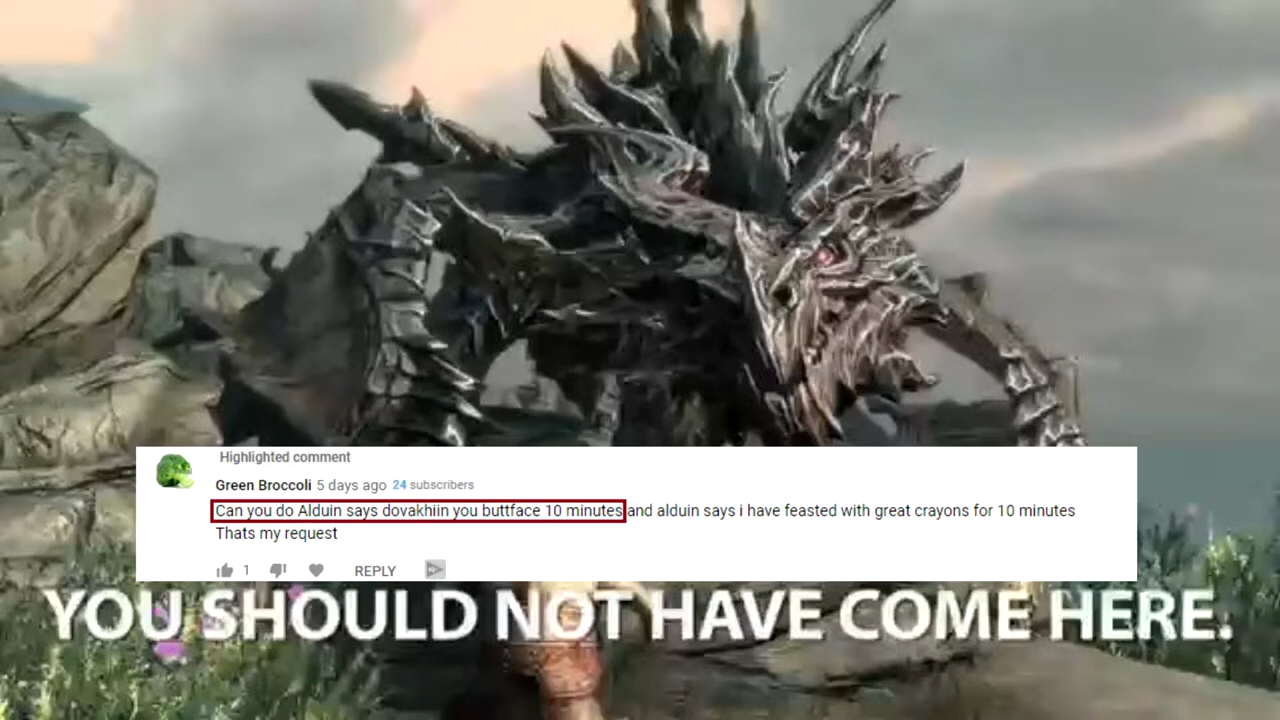 Highlighted comment
Green Broccoli 5 days ago 24 subscribers
Can you do Alduin says dovakhiin you buttface 10 minutes and alduin says i have feasted with great crayons for 10 minutes
Thats my request
1 REPLY
YOU SHOULD NOT HAVE COME HERE.